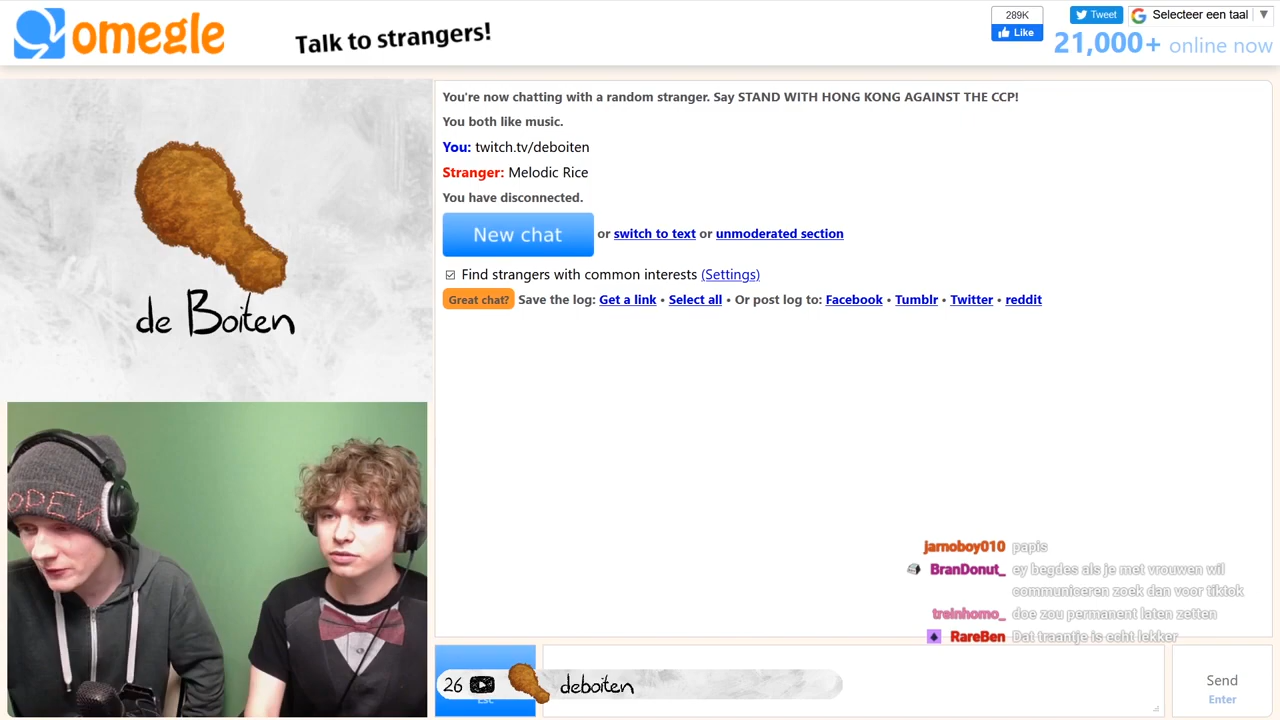 omegle
Talk to strangers!
289K
Like
Tweet
Selecteer een taal
21,000+ online now
You're now chatting with a random stranger. Say STAND WITH HONG KONG AGAINST THE CCP!
You both like music.
You: twitch.tv/deboiten
Stranger: Melodic Rice
You have disconnected.
New chat or switch to text or unmoderated section
Find strangers with common interests (Settings)
Great chat? Save the log: Get a link • Select all • Or post log to: Facebook • Tumblr • Twitter • reddit
de Boiten
jarnoboy010 papis
BranDonut_ ey begdes als je met vrouwen wil
communiceren zoek dan voor tiktok
treinhomo_ doe zou permanent laten zetten
RareBen Dat traantje is echt lekker
26 deboiten
Esc
Send
Enter